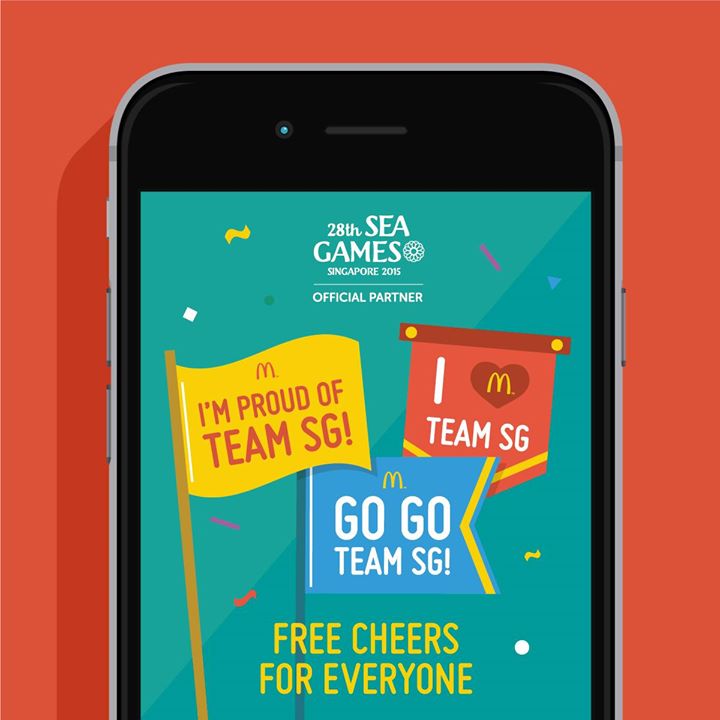 28th SEA
GAMES
SINGAPORE 2015
OFFICIAL PARTNER
I'M PROUD OF
TEAM SG!
I
TEAM SG
GO GO
TEAM SG!
FREE CHEERS
FOR EVERYONE